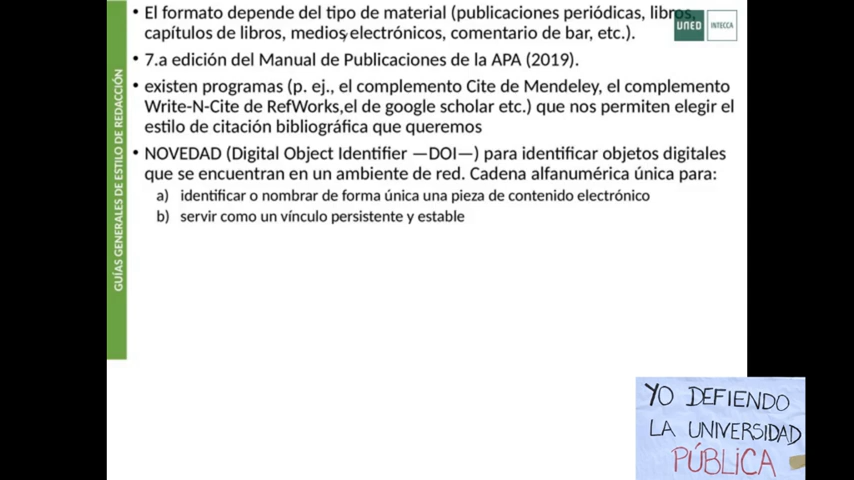 • El formato depende del tipo de material (publicaciones periódicas, libros,
capítulos de libros, medios electrónicos, comentario de bar, etc.).
UNED
INTECCA
• 7.a edición del Manual de Publicaciones de la APA (2019).
• existen programas (p. ej., el complemento Cite de Mendeley, el complemento
Write-N-Cite de RefWorks,el de google scholar etc.) que nos permiten elegir el
estilo de citación bibliográfica que queremos
• NOVEDAD (Digital Object Identifier —DOI—) para identificar objetos digitales
que se encuentran en un ambiente de red. Cadena alfanumérica única para:
a) identificar o nombrar de forma única una pieza de contenido electrónico
b) servir como un vínculo persistente y estable
GUÍAS GENERALES DE ESTILO DE REDACCIÓN
YO DEFIENDO
LA UNIVERSIDAD
PÚBLICA